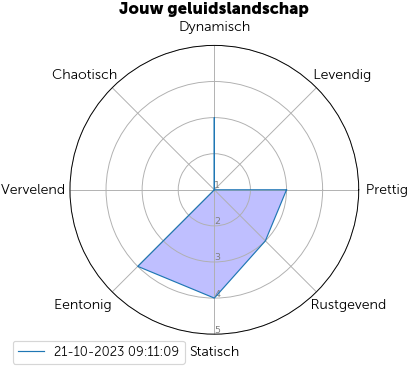 Jouw geluidslandschap
Dynamisch
Chaotisch
Levendig
Vervelend
1
Prettig
2
3
4
Eentonig
Rustgevend
5
21-10-2023 09:11:09
Statisch